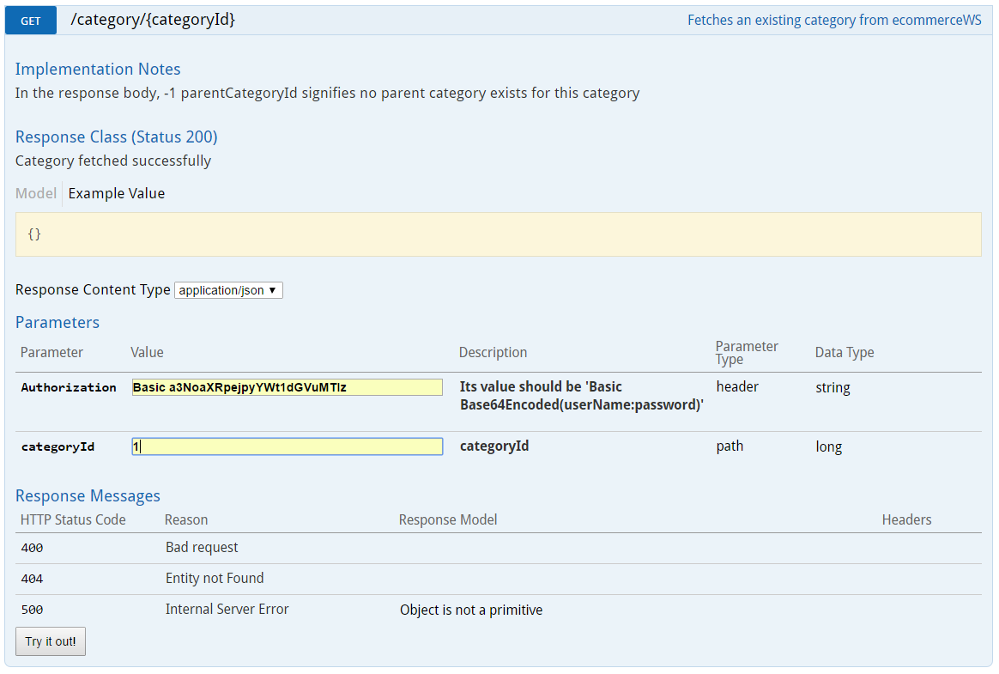 GET /category/{categoryId} Fetches an existing category from ecommerceWS
Implementation Notes
In the response body, -1 parentCategoryId signifies no parent category exists for this category
Response Class (Status 200)
Category fetched successfully
Model Example Value
{}
Response Content Type application/json
Parameters
Parameter Value Description Parameter Type Data Type
Authorization Basic a3NoaXRpejpyYWt1dGVuMTIz Its value should be 'Basic Base64Encoded(userName:password)' header string
categoryId 1 categoryId path long
Response Messages
HTTP Status Code Reason Response Model Headers
400 Bad request
404 Entity not Found
500 Internal Server Error Object is not a primitive
Try it out!